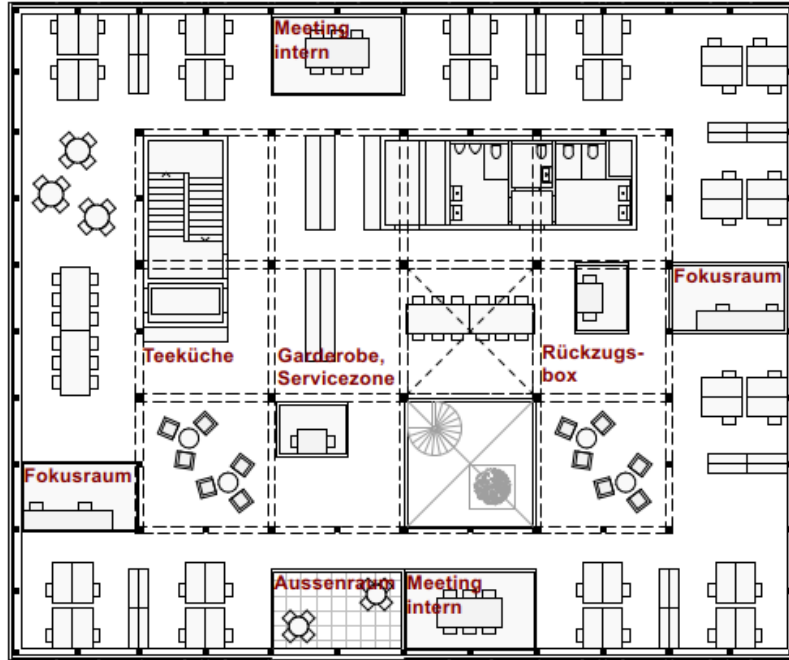 Meeting
intern
Fokusraum
Teeküche
Garderobe,
Servicezone
Rückzugs-
box
Fokusraum
Aussenraum
Meeting
intern